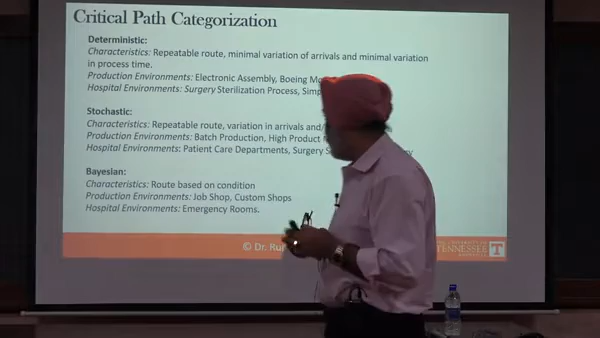 Critical Path Categorization
Deterministic:
Characteristics: Repeatable route, minimal variation of arrivals and minimal variation
in process time.
Production Environments: Electronic Assembly, Boeing
Hospital Environments: Surgery Sterilization Process,
Stochastic:
Characteristics: Repeatable route, variation in arrivals and/
Production Environments: Batch Production, High Product
Hospital Environments: Patient Care Departments, Surgery
Bayesian:
Characteristics: Route based on condition
Production Environments: Job Shop, Custom Shops
Hospital Environments: Emergency Rooms.
© Dr.
TENNESSEE
T